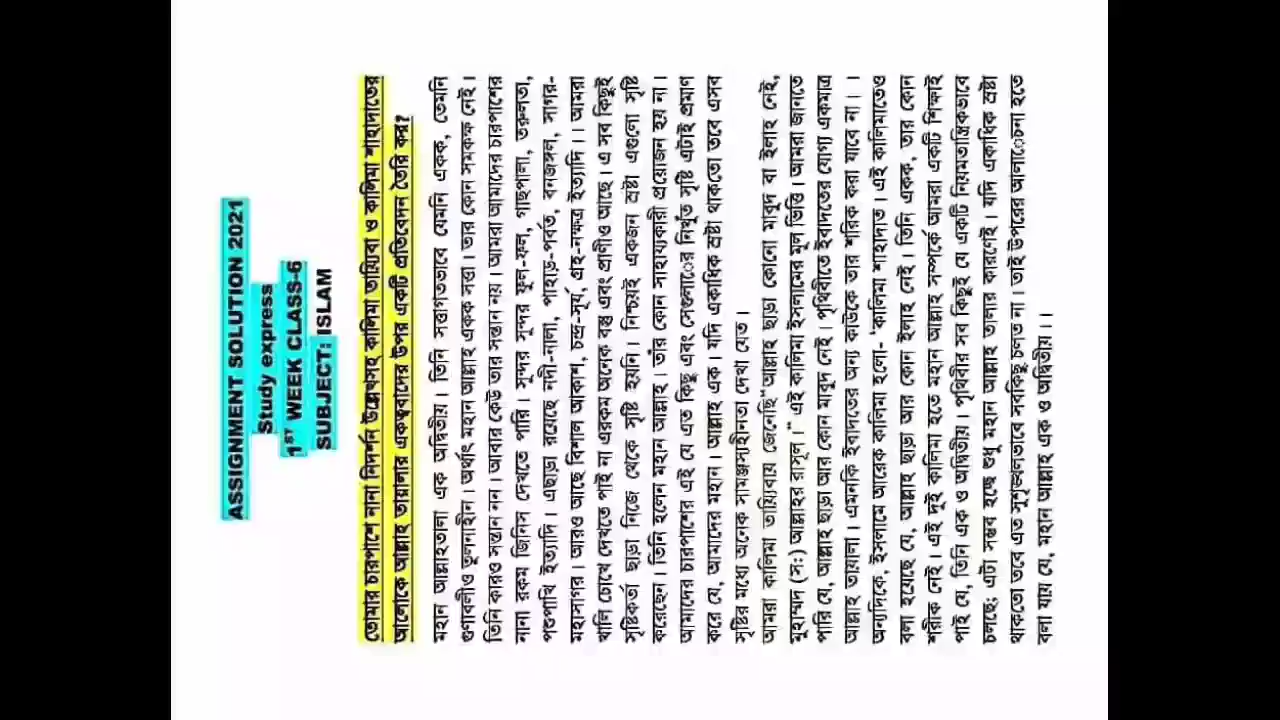 ASSIGNMENT SOLUTION 2021
Study express
1ST WEEK CLASS-6
SUBJECT: ISLAM
তোমার চারপাশে নানা নিদর্শন উল্লেখসহ কালিমা তায়্যিবা ও কালিমা শাহাদাতের
আলোকে আল্লাহ তায়ালার একত্ববাদের উপর একটি প্রতিবেদন তৈরি কর?
মহান আল্লাহতালা এক অদ্বিতীয়। তিনি সত্তাগতভাবে যেমনি একক, তেমনি
গুণাবলীও তুলনাহীন। অর্থাৎ মহান আল্লাহ একক সত্তা। তার কোন সমকক্ষ নেই।
তিনি কারও সন্তান নন। আবার কেউ তার সন্তান নয়। আমরা আমাদের চারপাশের
নানা রকম জিনিস দেখতে পারি। সুন্দর সুন্দর ফুল-ফল, গাছপালা, তরুলতা,
পশুপাখি ইত্যাদি। এছাড়া রয়েছে নদী-নালা, পাহাড়-পর্বত, বনজঙ্গল, সাগর-
মহাসাগর। আরও আছে বিশাল আকাশ, চন্দ্র-সূর্য, গ্রহ-নক্ষত্র ইত্যাদি।। আমরা
খালি চোখে দেখতে পাই না এরকম অনেক বস্তু এবং প্রাণীও আছে। এ সব কিছুই
সৃষ্টিকর্তা ছাড়া নিজে থেকে সৃষ্টি হয়নি। নিশ্চয়ই একজন স্রষ্টা এগুলো সৃষ্টি
করেছেন। তিনি হলেন মহান আল্লাহ। তাঁর কোন সাহায্যকারী প্রয়োজন হয় না।
আমাদের চারপাশের এই যে এত কিছু এবং সেগুলোের নিখুঁত সৃষ্টি এটাই প্রমাণ
করে যে, আমাদের মহান। আল্লাহ এক। যদি একাধিক স্রষ্টা থাকতো তবে এসব
সৃষ্টির মধ্যে অনেক সামঞ্জস্যহীনতা দেখা যেত।
আমরা কালিমা তায়্যিবায় জেনেছি"আল্লাহ ছাড়া কোনো মাবুদ বা ইলাহ নেই,
মুহাম্মদ (সঃ) আল্লাহর রাসূল।" এই কালিমা ইসলামের মূল ভিত্তি। আমরা জানতে
পারি যে, আল্লাহ ছাড়া আর কোন মাবুদ নেই। পৃথিবীতে ইবাদতের যোগ্য একমাত্র
আল্লাহ তায়ালা। এমনকি ইবাদতের অন্য কাউকে তার শরিক করা যাবে না।।
অন্যদিকে, ইসলামে আরেক কালিমা হলো- কালিমা শাহাদাত। এই কালিমাতেও
বলা হয়েছে যে, আল্লাহ ছাড়া আর কোন ইলাহ নেই। তিনি একক, তার কোন
শরীক নেই। এই দুই কালিমা হতে মহান আল্লাহ সম্পর্কে আমরা একটি শিক্ষাই
পাই যে, তিনি এক ও অদ্বিতীয়। পৃথিবীর সব কিছুই যে একটি নিয়মতান্ত্রিকভাবে
চলছে; এটা সম্ভব হচ্ছে শুধু মহান আল্লাহ তালার কারণেই। যদি একাধিক স্রষ্টা
থাকতো তবে এত সুশৃঙ্খলভাবে সবকিছু চলত না। তাই উপরের আলাোেচনা হতে
বলা যায় যে, মহান আল্লাহ এক ও অদ্বিতীয়।।